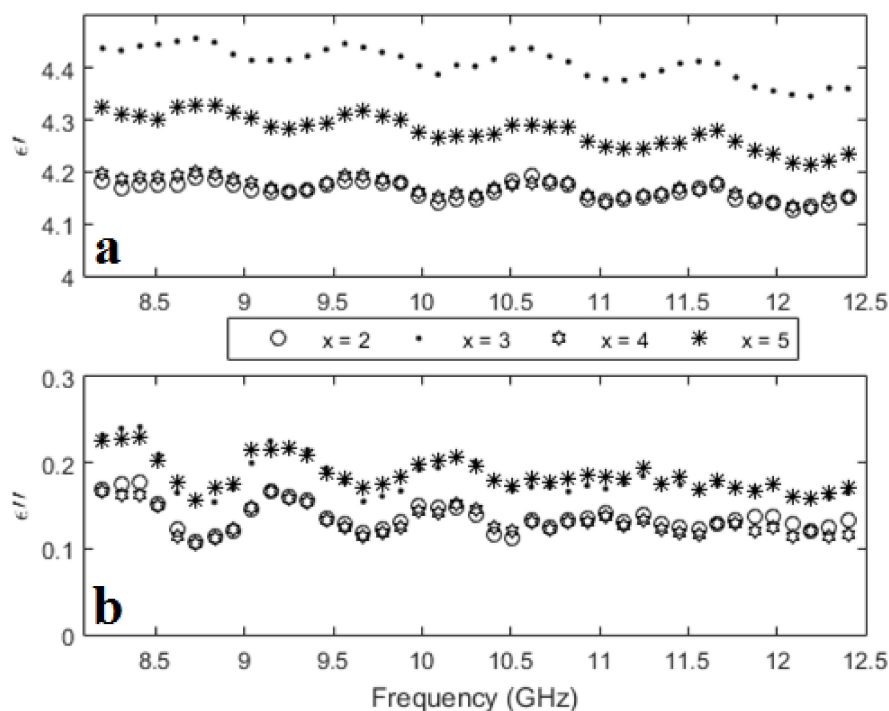 4.4
4.3
4.2
4.1
4
ϵ′
a
8.5 9 9.5 10 10.5 11 11.5 12 12.5
x = 2 x = 3 x = 4 x = 5
0.3
0.2
0.1
0
ϵ′′
b
8.5 9 9.5 10 10.5 11 11.5 12 12.5
Frequency (GHz)